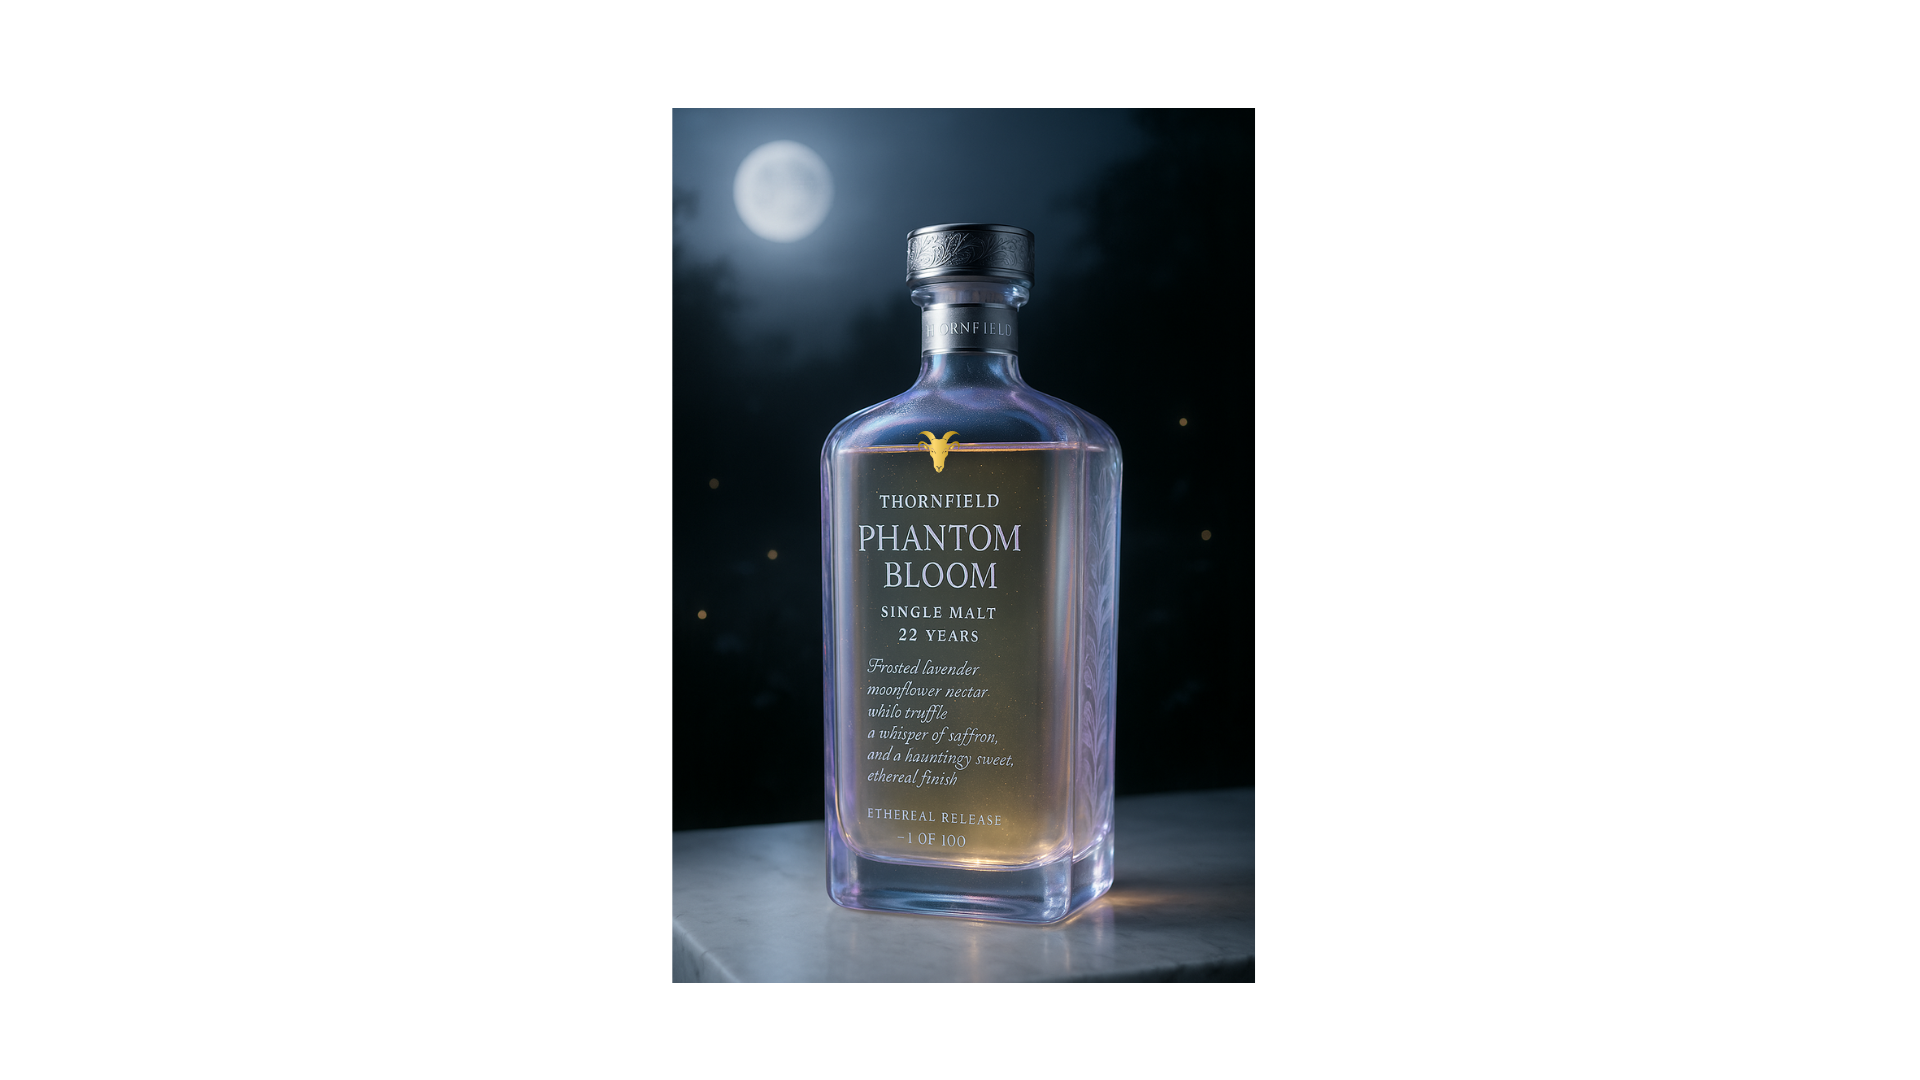 THORNFIELD
THORNFIELD
PHANTOM
BLOOM
SINGLE MALT
22 YEARS
Frosted lavender
moonflower nectar
whilo truffle
a whisper of saffron,
and a hauntingy sweet,
ethereal finish
ETHEREAL RELEASE
–1 OF 100